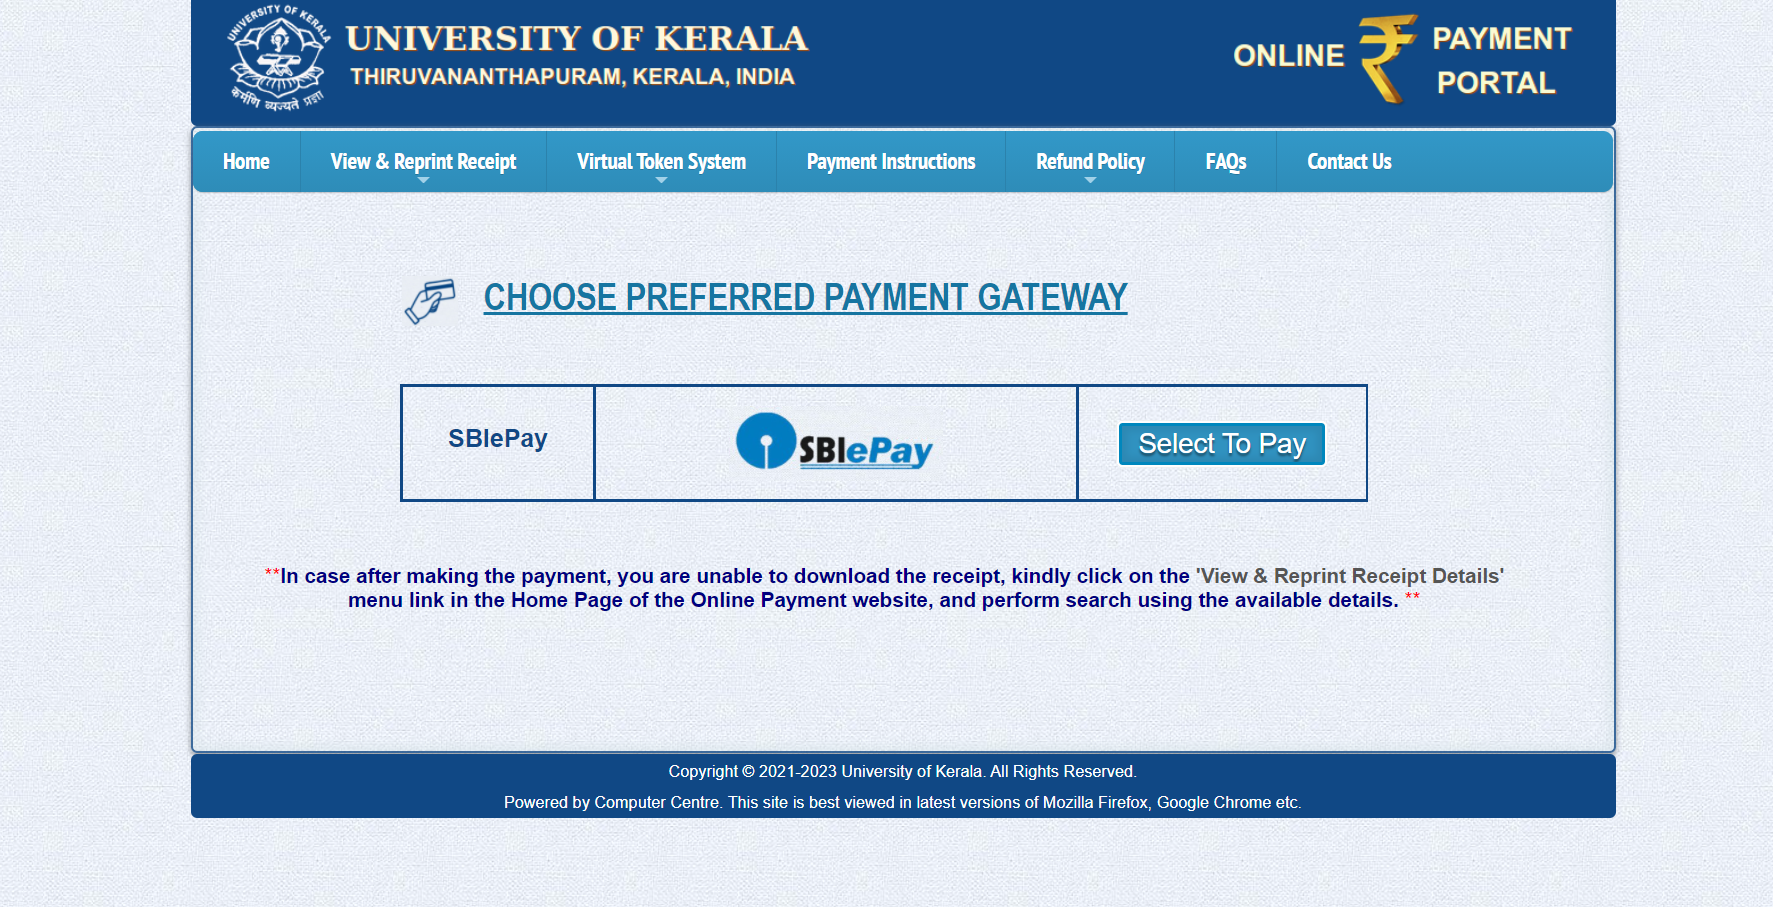 UNIVERSITY OF KERALA
कर्मणि व्यज्यते प्रज्ञा
UNIVERSITY OF KERALA
THIRUVANANTHAPURAM, KERALA, INDIA
ONLINE
PAYMENT
PORTAL
Home
View & Reprint Receipt
Virtual Token System
Payment Instructions
Refund Policy
FAQs
Contact Us
CHOOSE PREFERRED PAYMENT GATEWAY
SBIePay
SBIePay
Select To Pay
**In case after making the payment, you are unable to download the receipt, kindly click on the 'View & Reprint Receipt Details'
menu link in the Home Page of the Online Payment website, and perform search using the available details. **
Copyright © 2021-2023 University of Kerala. All Rights Reserved.
Powered by Computer Centre. This site is best viewed in latest versions of Mozilla Firefox, Google Chrome etc.